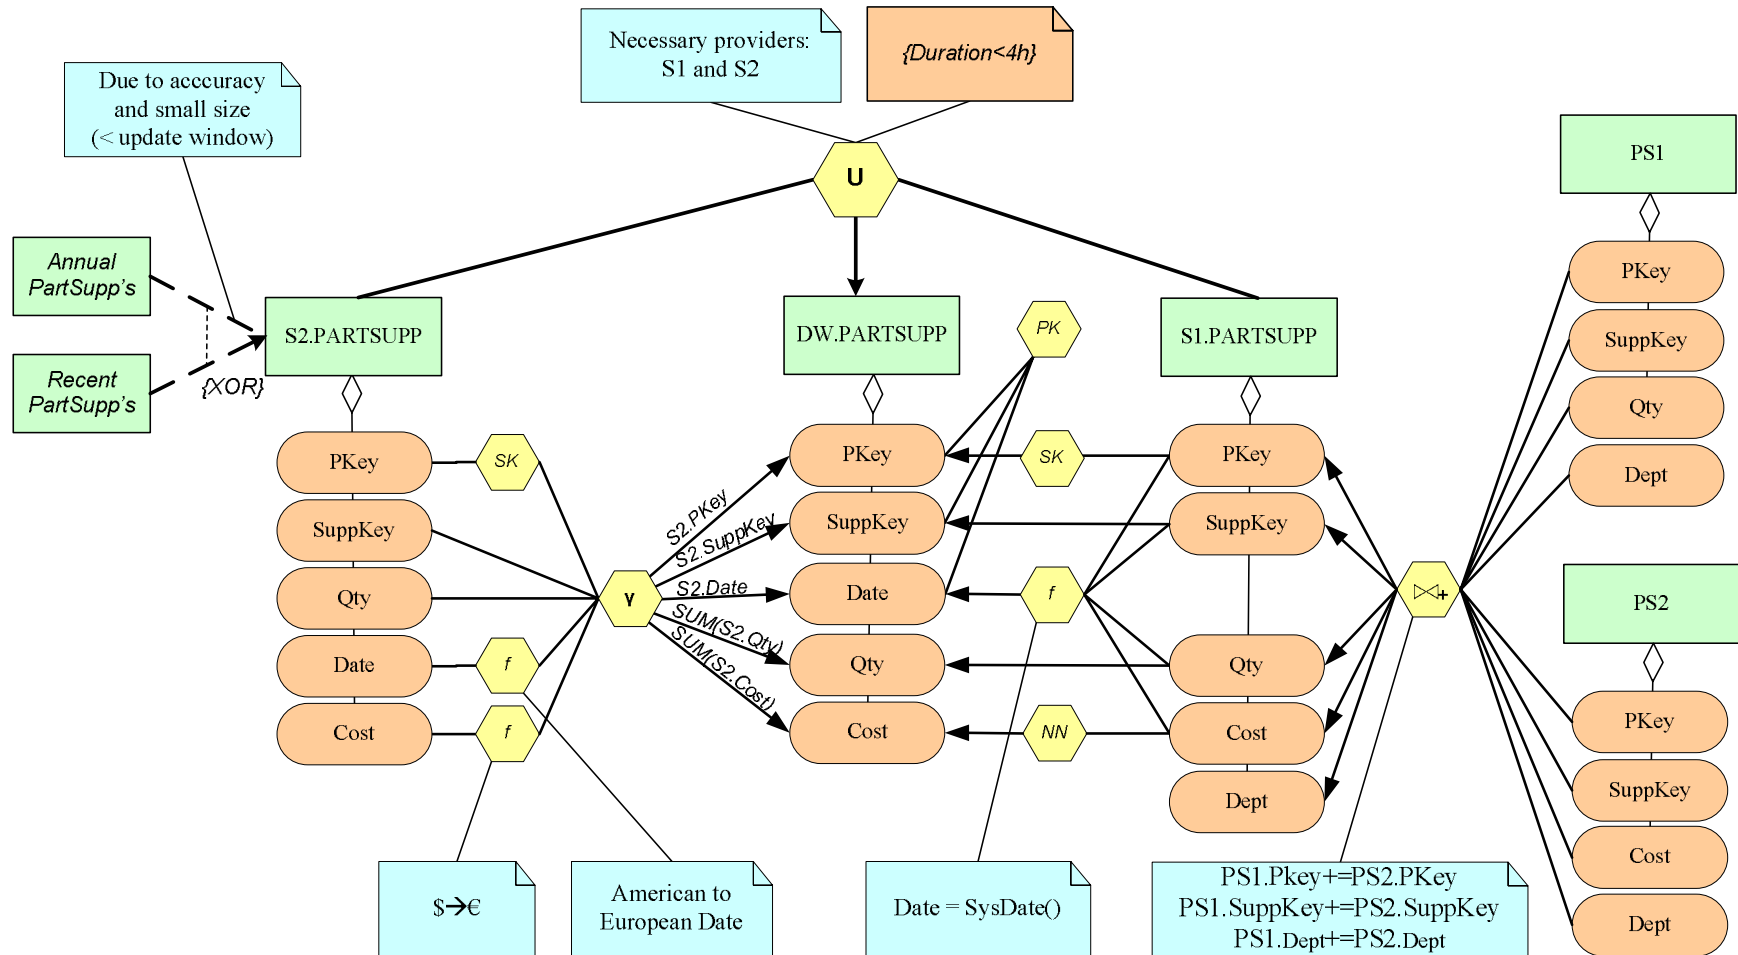 Necessary providers:
S1 and S2
{Duration<4h}
Due to acccuracy
and small size
(< update window)
U
PS1
PKey
SuppKey
Qty
Dept
Annual
PartSupp's
Recent
PartSupp's
{XOR}
S2.PARTSUPP
DW.PARTSUPP
PK
S1.PARTSUPP
PKey
SK
SuppKey
Qty
Date
f
Cost
f
γ
S2.PKey
S2.SuppKey
S2.Date
SUM(S2.Qty)
SUM(S2.Cost)
PKey
SuppKey
Date
Qty
Cost
SK
f
NN
PKey
SuppKey
Qty
Cost
Dept
⋈+
PS2
PKey
SuppKey
Cost
Dept
$→€
American to
European Date
Date = SysDate()
PS1.Pkey+=PS2.PKey
PS1.SuppKey+=PS2.SuppKey
PS1.Dept+=PS2.Dept